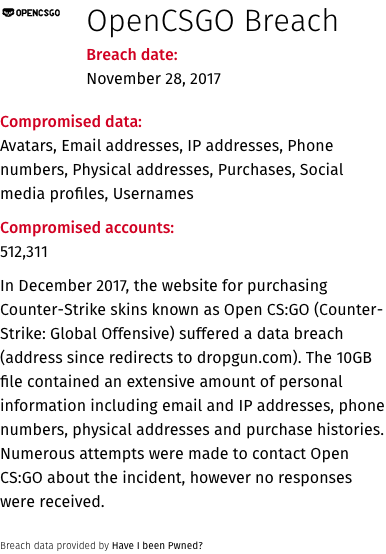 OPENCSGO
OpenCSGO Breach
Breach date:
November 28, 2017
Compromised data:
Avatars, Email addresses, IP addresses, Phone
numbers, Physical addresses, Purchases, Social
media profiles, Usernames
Compromised accounts:
512,311
In December 2017, the website for purchasing
Counter-Strike skins known as Open CS:GO (Counter-
Strike: Global Offensive) suffered a data breach
(address since redirects to dropgun.com). The 10GB
file contained an extensive amount of personal
information including email and IP addresses, phone
numbers, physical addresses and purchase histories.
Numerous attempts were made to contact Open
CS:GO about the incident, however no responses
were received.
Breach data provided by Have I been Pwned?